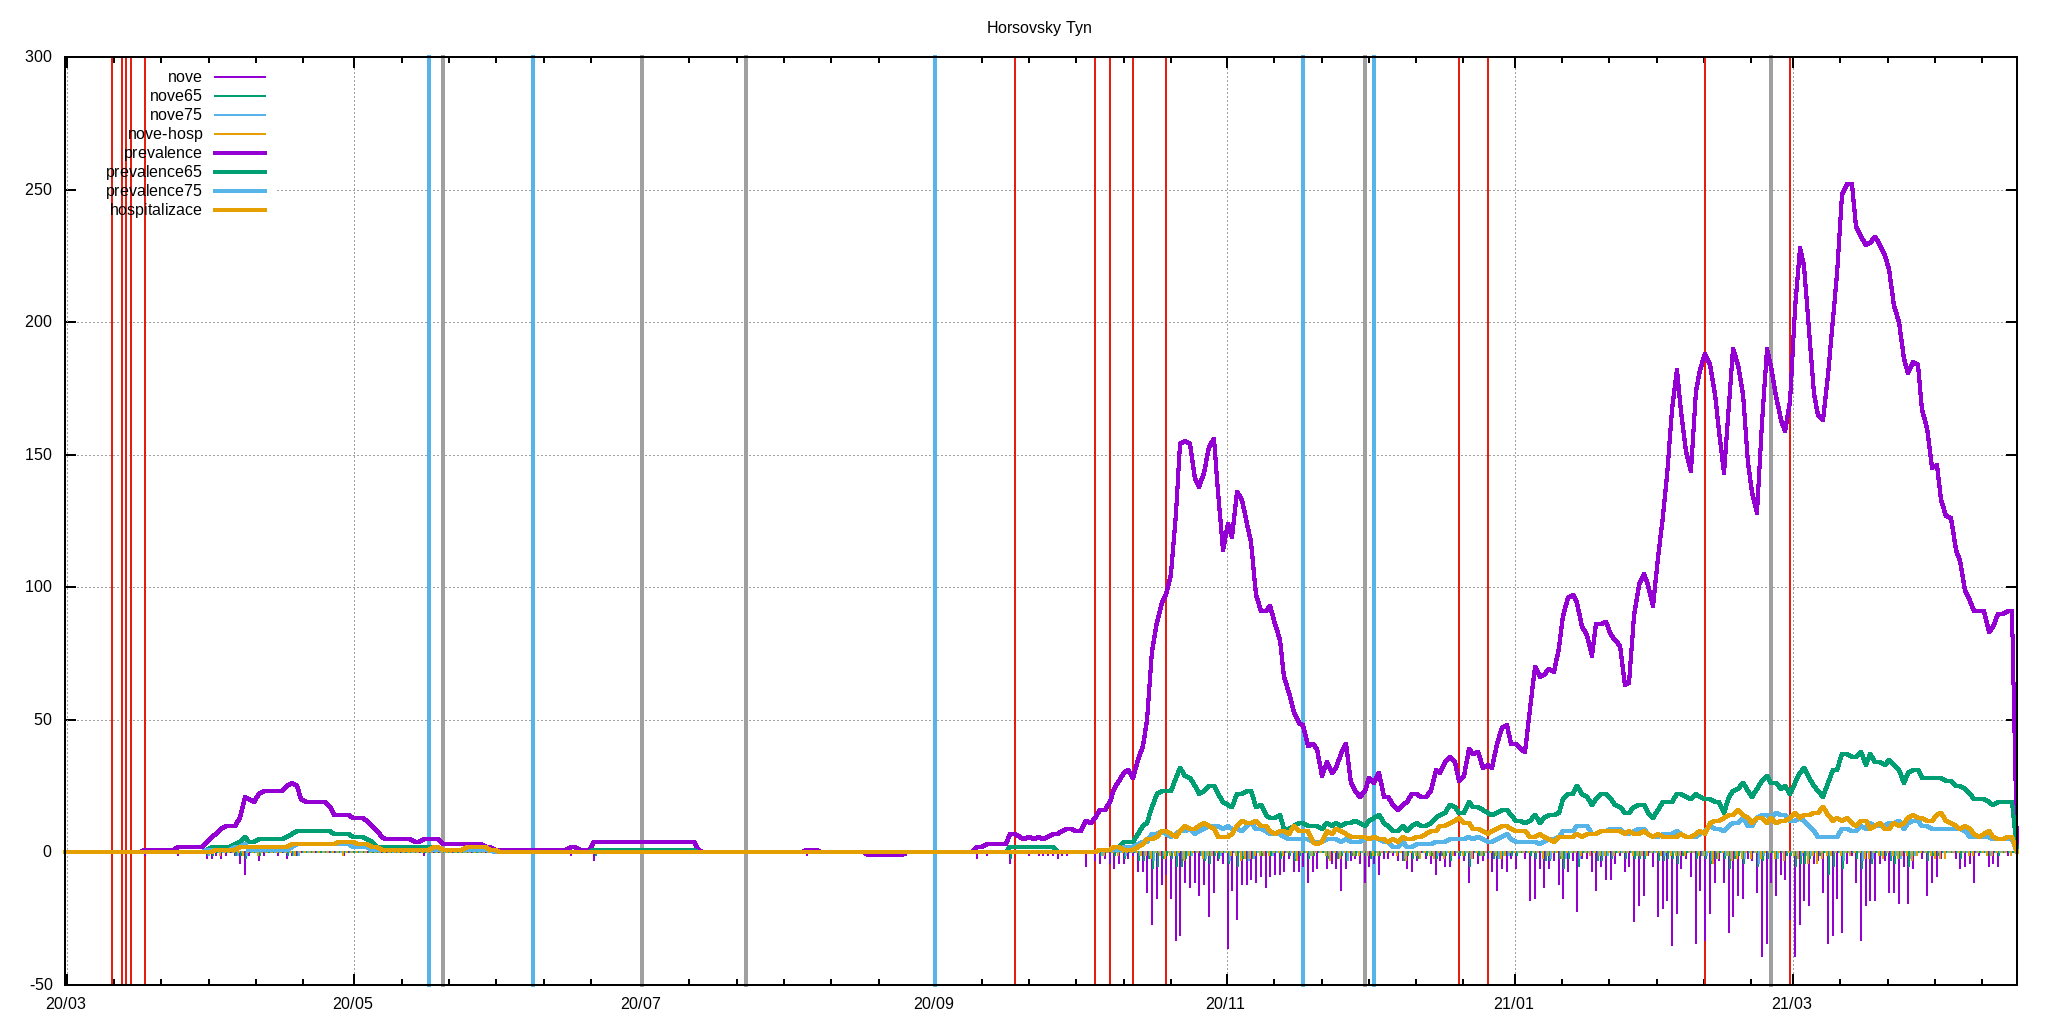 Horsovsky Tyn
300
250
200
150
100
50
0
-50
nove
nove65
nove75
nove-hosp
prevalence
prevalence65
prevalence75
hospitalizace
20/03 20/05 20/07 20/09 20/11 21/01 21/03